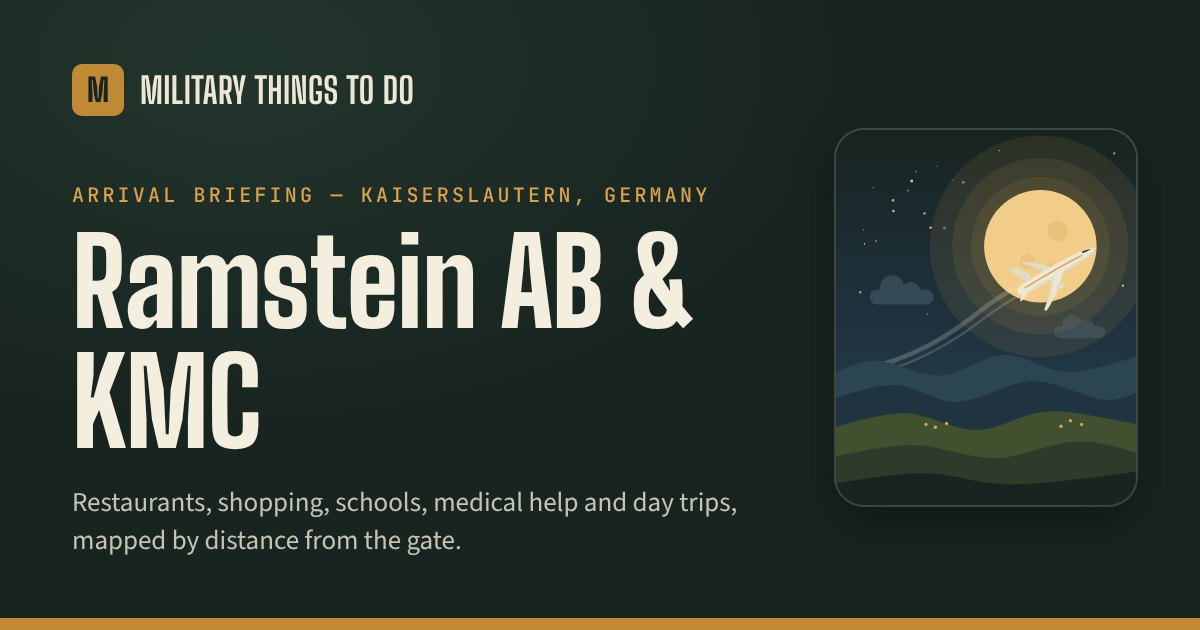 M
MILITARY THINGS TO DO
ARRIVAL BRIEFING — KAISERSLAUTERN, GERMANY
Ramstein AB &
KMC
Restaurants, shopping, schools, medical help and day trips,
mapped by distance from the gate.